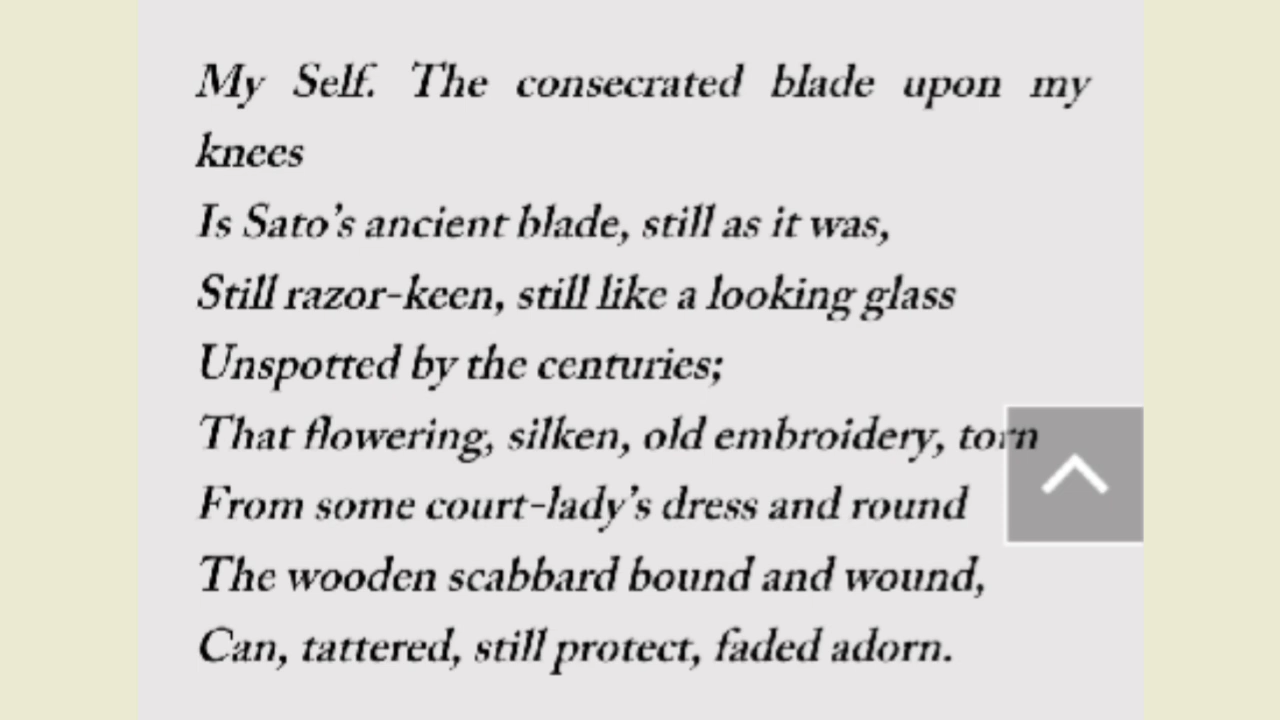 My Self. The consecrated blade upon my
knees
Is Sato’s ancient blade, still as it was,
Still razor-keen, still like a looking glass
Unspotted by the centuries;
That flowering, silken, old embroidery, torn
From some court-lady’s dress and round
The wooden scabbard bound and wound,
Can, tattered, still protect, faded adorn.